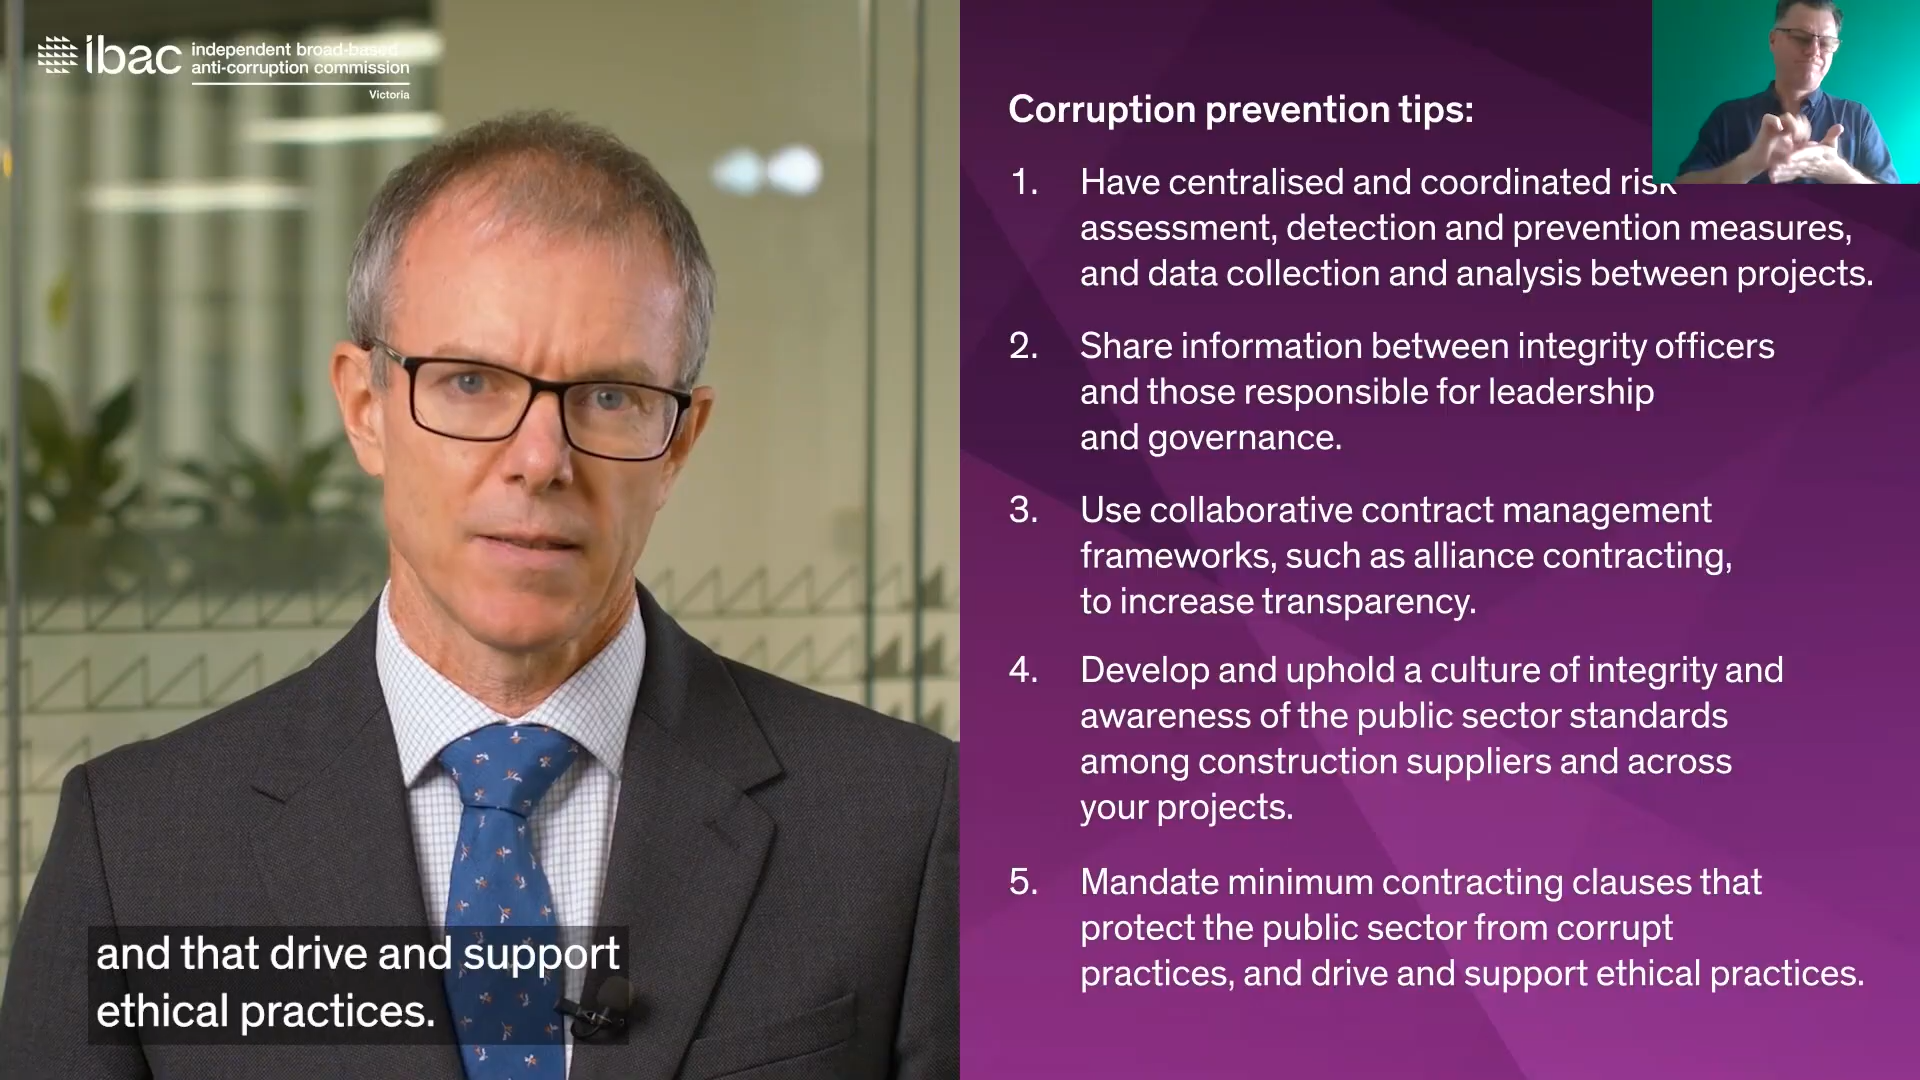 ibac
independent broad-based
anti-corruption commission
Victoria
Corruption prevention tips:
1. Have centralised and coordinated risk
assessment, detection and prevention measures,
and data collection and analysis between projects.
2. Share information between integrity officers
and those responsible for leadership
and governance.
3. Use collaborative contract management
frameworks, such as alliance contracting,
to increase transparency.
4. Develop and uphold a culture of integrity and
awareness of the public sector standards
among construction suppliers and across
your projects.
5. Mandate minimum contracting clauses that
protect the public sector from corrupt
practices, and drive and support ethical practices.
and that drive and support
ethical practices.